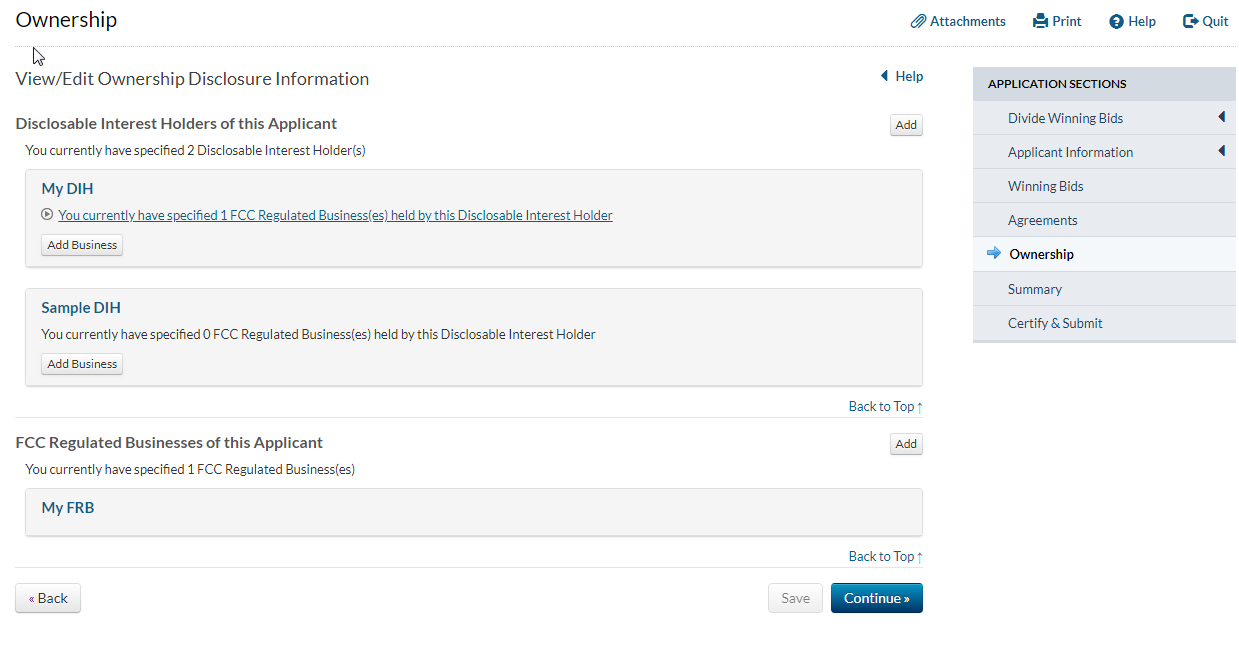 Ownership
Attachments Print Help Quit
View/Edit Ownership Disclosure Information
Help
Disclosable Interest Holders of this Applicant
Add
You currently have specified 2 Disclosable Interest Holder(s)
My DIH
You currently have specified 1 FCC Regulated Business(es) held by this Disclosable Interest Holder
Add Business
Sample DIH
You currently have specified 0 FCC Regulated Business(es) held by this Disclosable Interest Holder
Add Business
Back to Top ↑
FCC Regulated Businesses of this Applicant
Add
You currently have specified 1 FCC Regulated Business(es)
My FRB
Back to Top ↑
« Back
Save
Continue »
APPLICATION SECTIONS
Divide Winning Bids
Applicant Information
Winning Bids
Agreements
Ownership
Summary
Certify & Submit